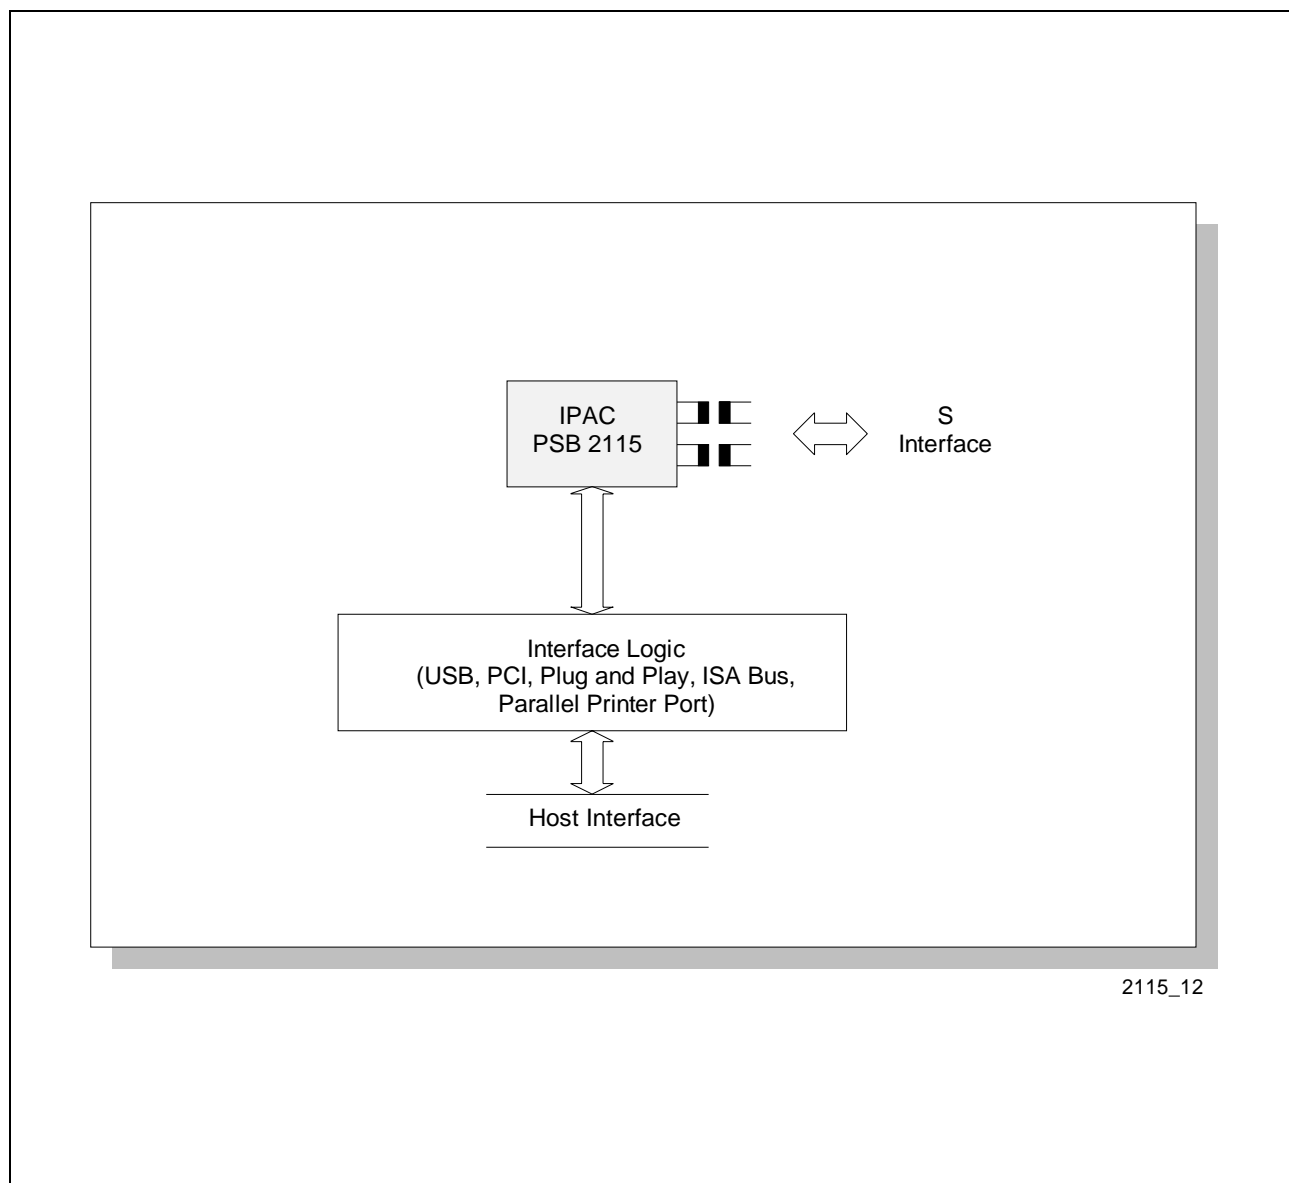 IPAC
PSB 2115
S
Interface
Interface Logic
(USB, PCI, Plug and Play, ISA Bus,
Parallel Printer Port)
Host Interface
2115_12